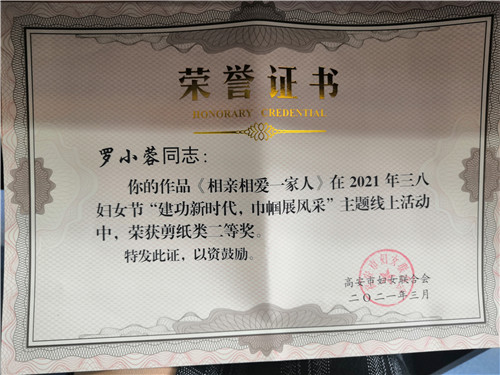 荣誉证书
HONORARY CREDENTIAL
罗小蓉同志：
你的作品《相亲相爱一家人》在2021年三八
妇女节“建功新时代，巾帼展风采”主题线上活动
中，荣获剪纸类二等奖。
特发此证，以资鼓励。
高安市妇女联合会
二〇二一年三月